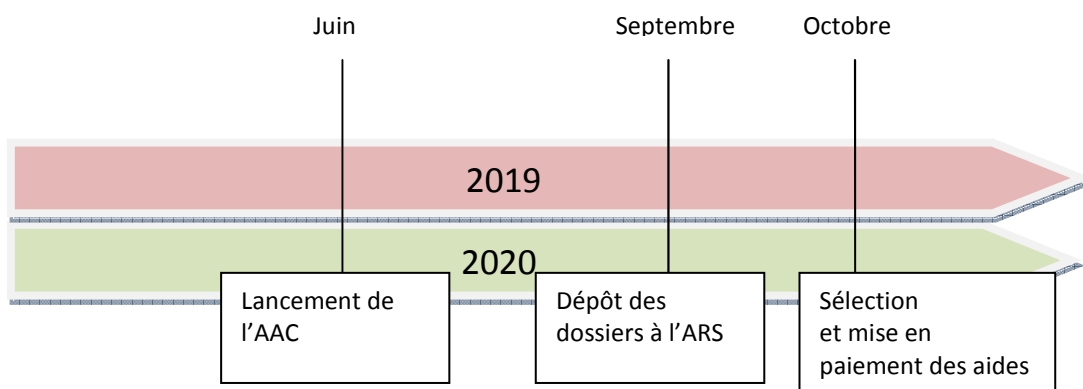 Juin
Septembre
Octobre
2019
2020
Lancement de
l’AAC
Dépôt des
dossiers à l’ARS
Sélection
et mise en
paiement des aides